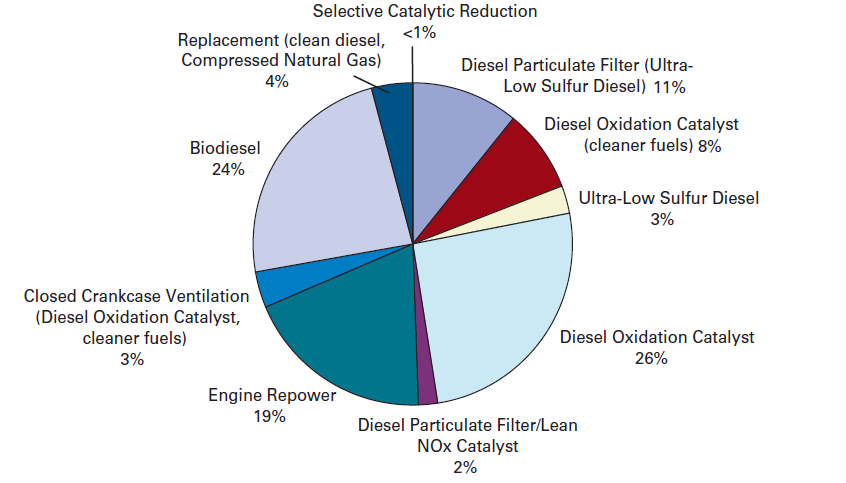 Selective Catalytic Reduction
<1%
Replacement (clean diesel,
Compressed Natural Gas)
4%
Diesel Particulate Filter (Ultra-
Low Sulfur Diesel) 11%
Diesel Oxidation Catalyst
(cleaner fuels) 8%
Biodiesel
24%
Ultra-Low Sulfur Diesel
3%
Closed Crankcase Ventilation
(Diesel Oxidation Catalyst,
cleaner fuels)
3%
Diesel Oxidation Catalyst
26%
Engine Repower
19%
Diesel Particulate Filter/Lean
NOx Catalyst
2%